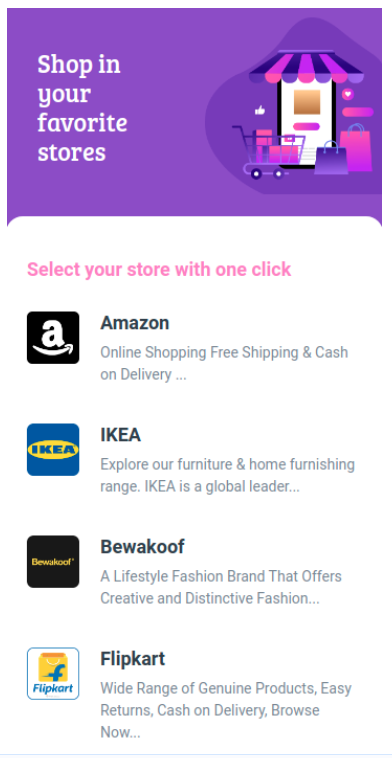 Shop in
your
favorite
stores
Select your store with one click
a
Amazon
Online Shopping Free Shipping & Cash
on Delivery ...
IKEA
IKEA
Explore our furniture & home furnishing
range. IKEA is a global leader...
Bewakoof
Bewakoof
A Lifestyle Fashion Brand That Offers
Creative and Distinctive Fashion...
Flipkart
Flipkart
Wide Range of Genuine Products, Easy
Returns, Cash on Delivery, Browse
Now...